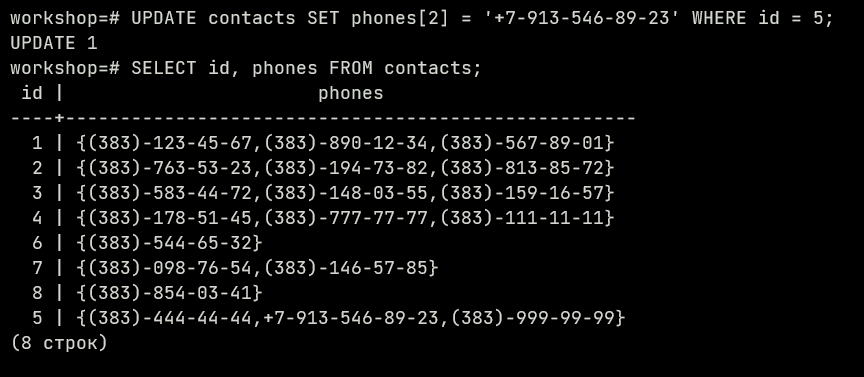 workshop=# UPDATE contacts SET phones[2] = '+7-913-546-89-23' WHERE id = 5;
UPDATE 1
workshop=# SELECT id, phones FROM contacts;
 id |                       phones
----+----------------------------------------------------
  1 | {(383)-123-45-67,(383)-890-12-34,(383)-567-89-01}
  2 | {(383)-763-53-23,(383)-194-73-82,(383)-813-85-72}
  3 | {(383)-583-44-72,(383)-148-03-55,(383)-159-16-57}
  4 | {(383)-178-51-45,(383)-777-77-77,(383)-111-11-11}
  6 | {(383)-544-65-32}
  7 | {(383)-098-76-54,(383)-146-57-85}
  8 | {(383)-854-03-41}
  5 | {(383)-444-44-44,+7-913-546-89-23,(383)-999-99-99}
(8 строк)